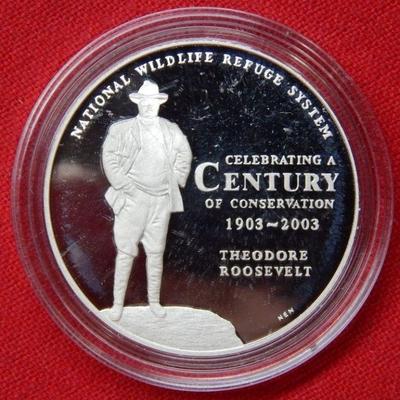 NATIONAL WILDLIFE REFUGE SYSTEM
CELEBRATING A
CENTURY
OF CONSERVATION
1903~2003
THEODORE
ROOSEVELT
NEN